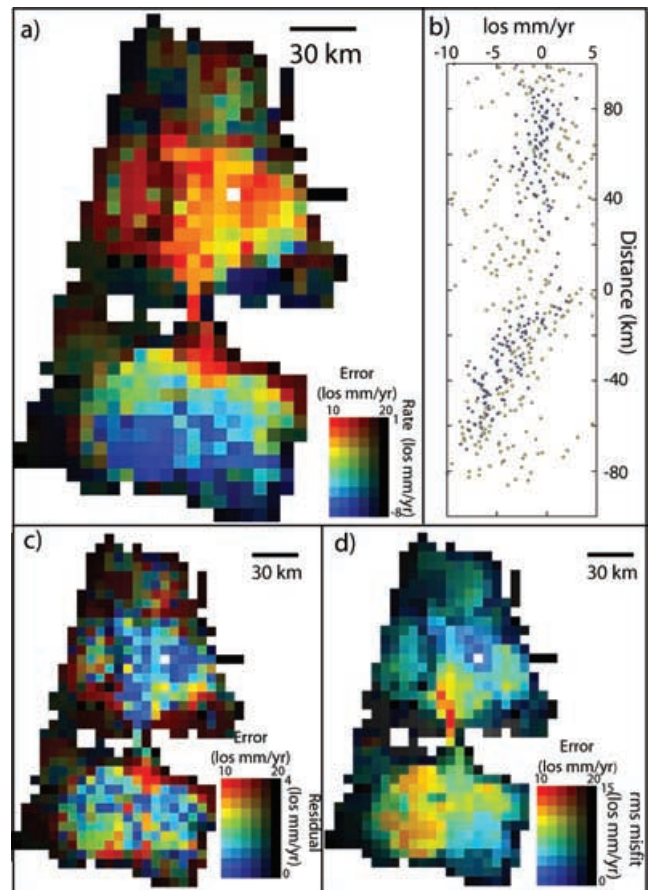 a)
30 km
Error
(los mm/yr)
10 20
1
-8
Rate (los mm/yr)
b)
los mm/yr
-10 -5 0 5
80
40
0
-40
-80
Distance (km)
c)
30 km
Error
(los mm/yr)
10 20
4
0
Residual (los mm/yr)
d)
30 km
Error
(los mm/yr)
10 20
15
0
rms misfit (los mm/yr)